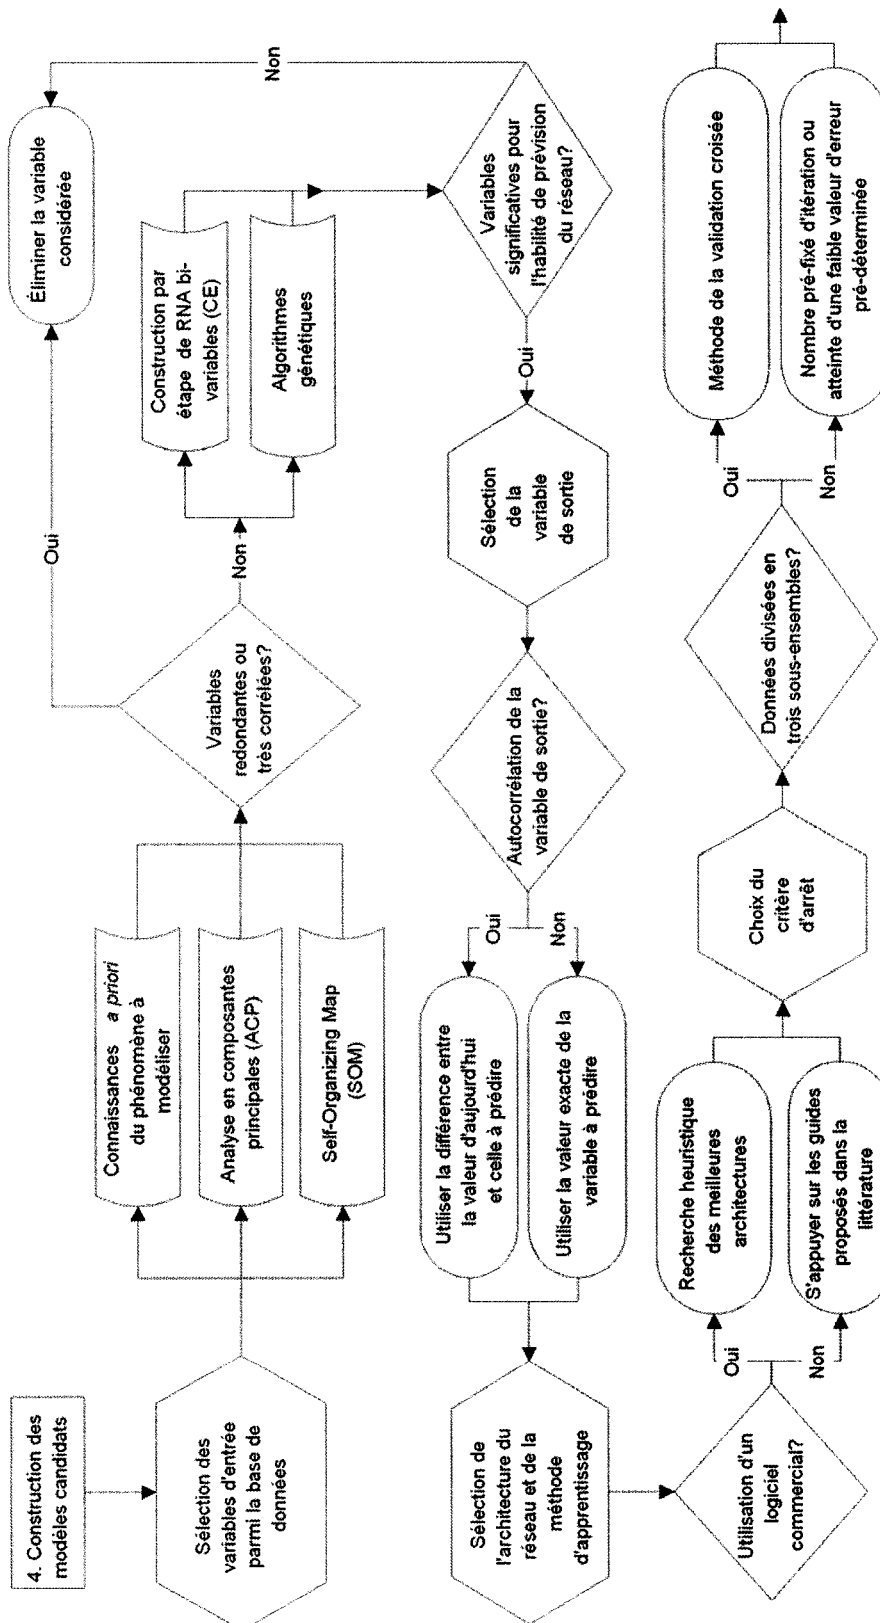 4. Construction des
modèles candidats
Sélection des
variables d'entrée
parmi la base de
données
Connaissances a priori
du phénomène à
modéliser
Analyse en composantes
principales (ACP)
Self-Organizing Map
(SOM)
Variables
redondantes ou
très corrélées?
Oui
Non
Éliminer la variable
considérée
Construction par
étape de RNA bi-
variables (CE)
Algorithmes
génétiques
Variables
significatives pour
l'habilité de prévision
du réseau?
Non
Oui
Sélection
de la
variable
de sortie
Autocorrélation de la
variable de sortie?
Oui
Non
Utiliser la différence entre
la valeur d'aujourd'hui
et celle à prédire
Utiliser la valeur exacte de la
variable à prédire
Sélection de
l'architecture du
réseau et de la
méthode
d'apprentissage
Utilisation d'un
logiciel
commercial?
Oui
Non
Recherche heuristique
des meilleures
architectures
S'appuyer sur les guides
proposés dans la
littérature
Choix du
critère
d'arrêt
Données divisées en
trois sous-ensembles?
Oui
Non
Méthode de la validation croisée
Nombre pré-fixé d'itération ou
atteinte d'une faible valeur d'erreur
pré-déterminée